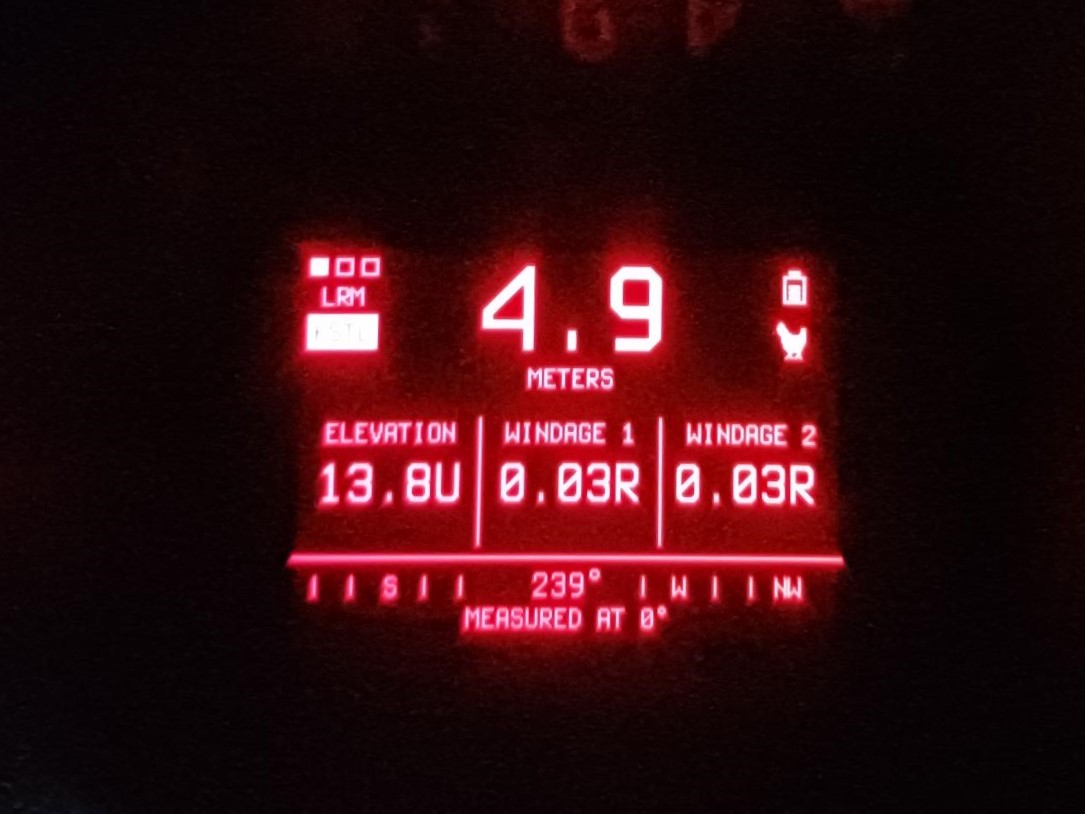 LRM
4.9
METERS
ELEVATION WINDAGE 1 WINDAGE 2
13.8U 0.03R 0.03R
S 239° W NW
MEASURED AT 0°